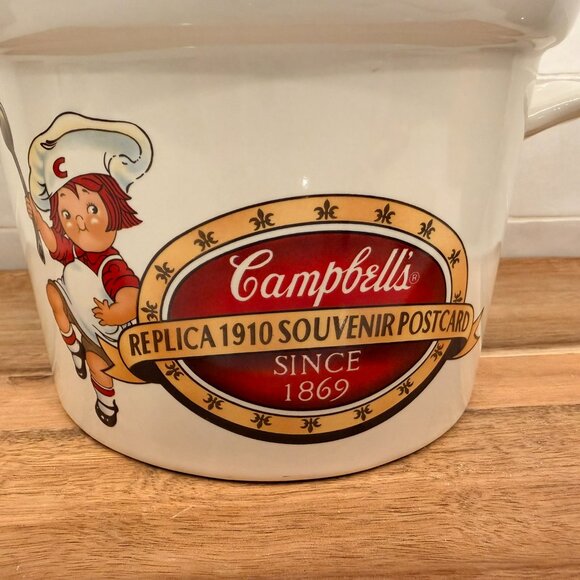 C
Campbell's®
REPLICA 1910 SOUVENIR POSTCARD
SINCE
1869